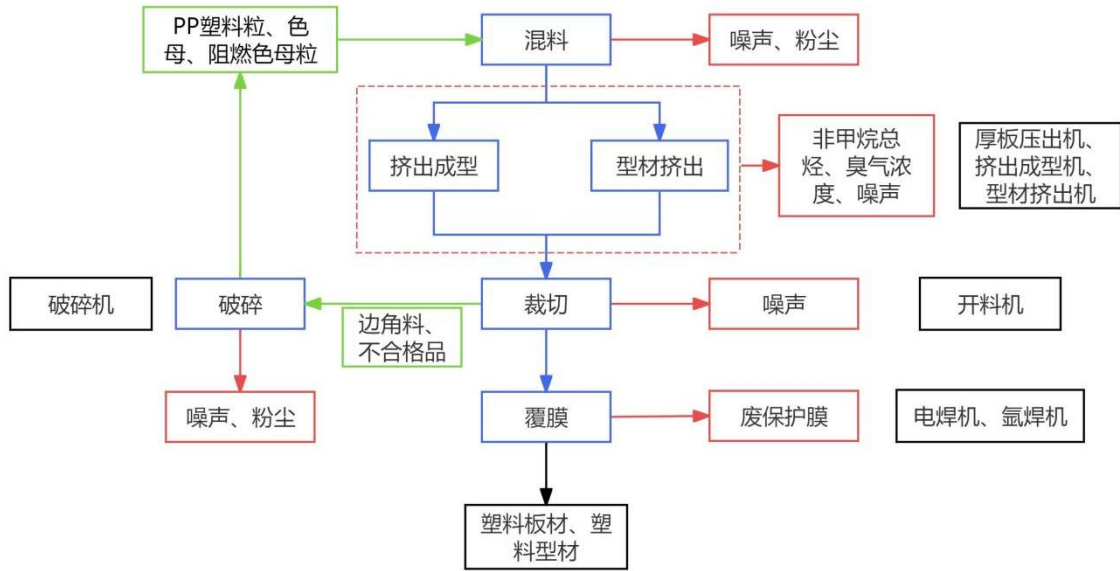 PP塑料粒、色
母、阻燃色母粒
混料
噪声、粉尘
挤出成型
型材挤出
非甲烷总
烃、臭气浓
度、噪声
厚板压出机、
挤出成型机、
型材挤出机
破碎机
破碎
边角料、
不合格品
裁切
噪声
开料机
噪声、粉尘
覆膜
废保护膜
电焊机、氩焊机
塑料板材、塑
料型材